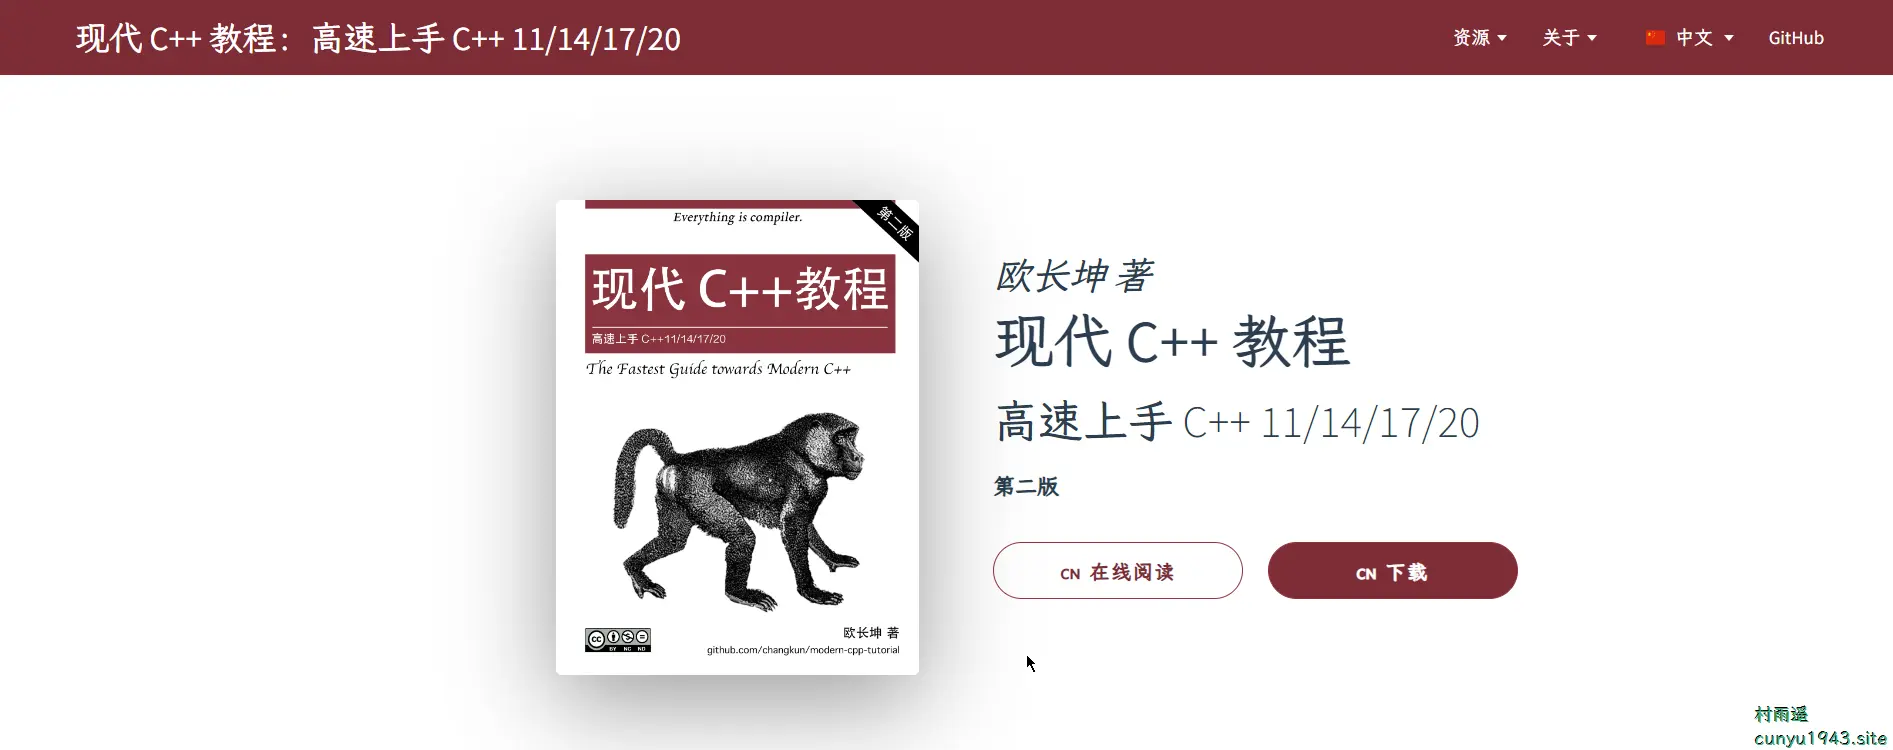 现代 C++ 教程：高速上手 C++ 11/14/17/20
资源 关于 中文 GitHub
Everything is compiler.
第二版
现代 C++教程
高速上手 C++11/14/17/20
The Fastest Guide towards Modern C++
cc BY NC ND
欧长坤 著
github.com/changkun/modern-cpp-tutorial
欧长坤 著
现代 C++ 教程
高速上手 C++ 11/14/17/20
第二版
CN 在线阅读
CN 下载
村雨遥
cunyu1943.site